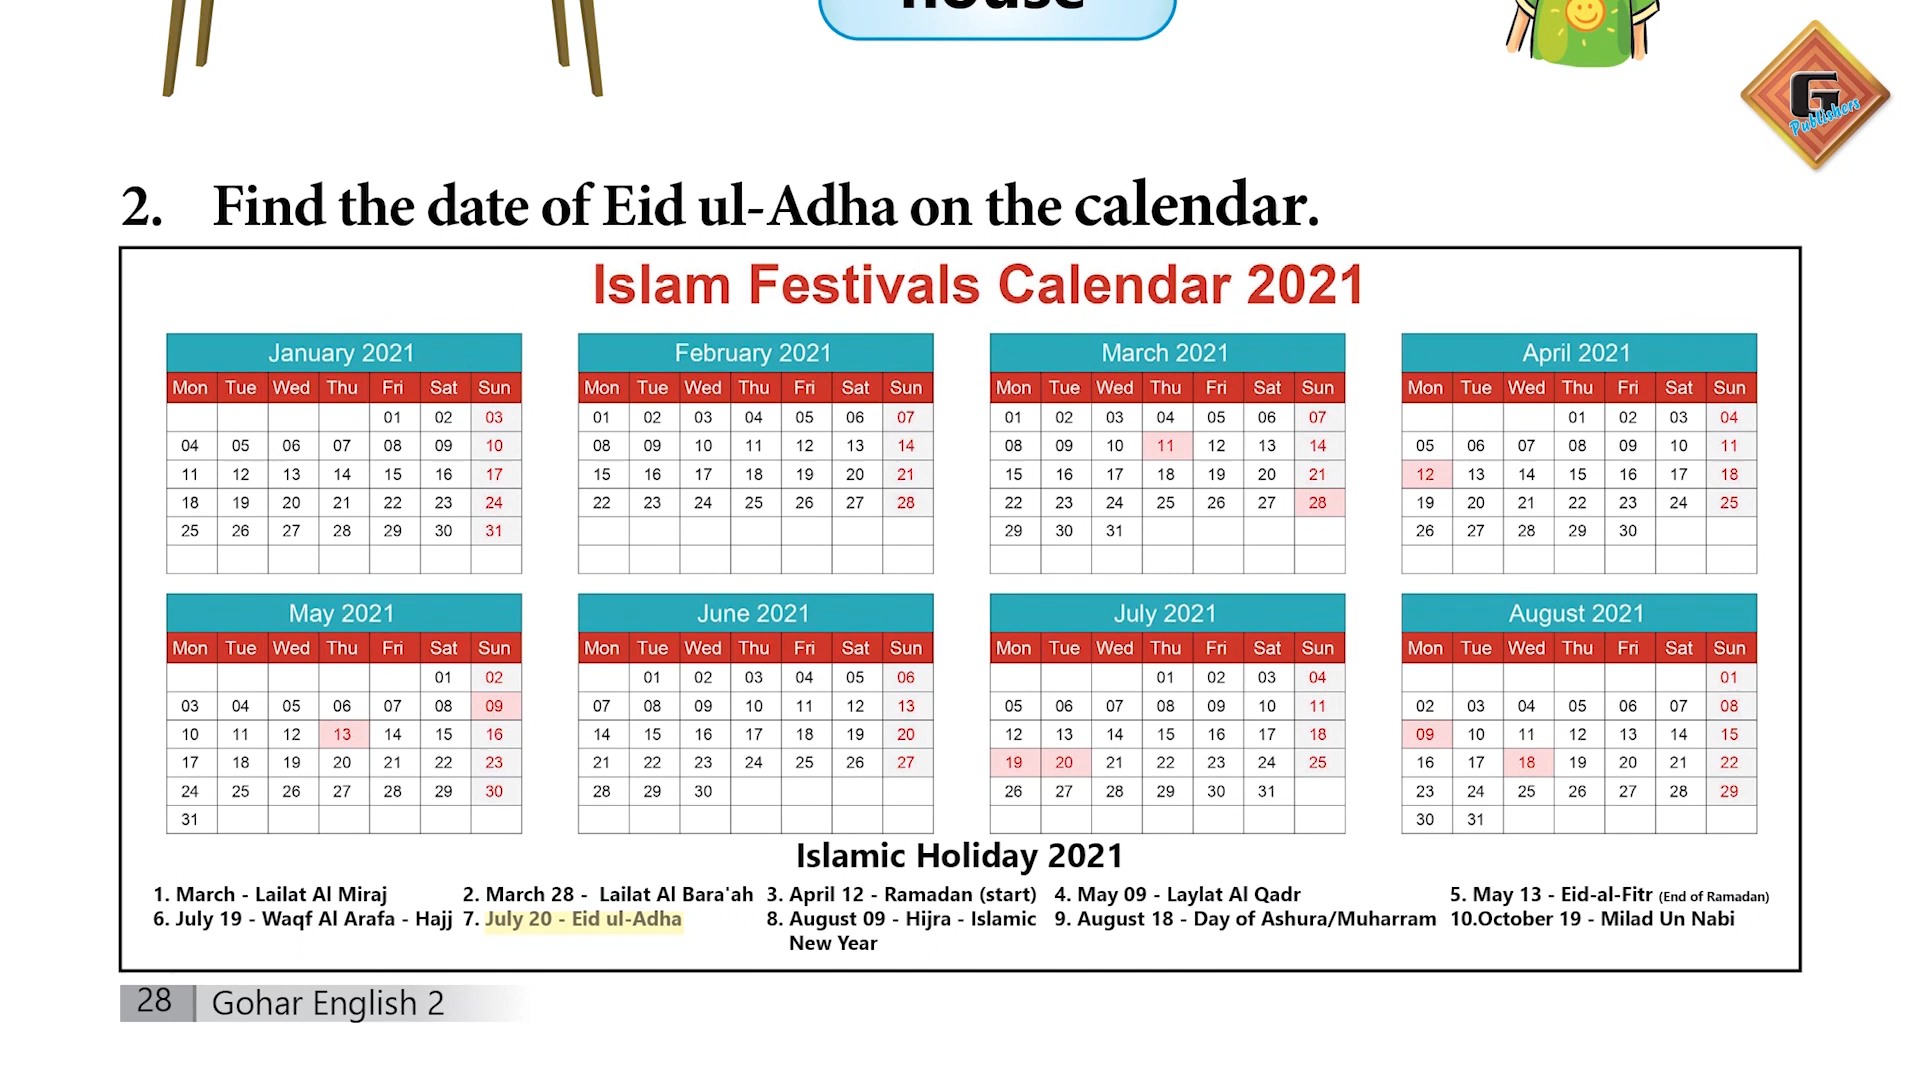 house
G
Publishers
2. Find the date of Eid ul-Adha on the calendar.
Islam Festivals Calendar 2021
January 2021
Mon Tue Wed Thu Fri Sat Sun
01 02 03
04 05 06 07 08 09 10
11 12 13 14 15 16 17
18 19 20 21 22 23 24
25 26 27 28 29 30 31
February 2021
Mon Tue Wed Thu Fri Sat Sun
01 02 03 04 05 06 07
08 09 10 11 12 13 14
15 16 17 18 19 20 21
22 23 24 25 26 27 28
March 2021
Mon Tue Wed Thu Fri Sat Sun
01 02 03 04 05 06 07
08 09 10 11 12 13 14
15 16 17 18 19 20 21
22 23 24 25 26 27 28
29 30 31
April 2021
Mon Tue Wed Thu Fri Sat Sun
01 02 03 04
05 06 07 08 09 10 11
12 13 14 15 16 17 18
19 20 21 22 23 24 25
26 27 28 29 30
May 2021
Mon Tue Wed Thu Fri Sat Sun
01 02
03 04 05 06 07 08 09
10 11 12 13 14 15 16
17 18 19 20 21 22 23
24 25 26 27 28 29 30
31
June 2021
Mon Tue Wed Thu Fri Sat Sun
01 02 03 04 05 06
07 08 09 10 11 12 13
14 15 16 17 18 19 20
21 22 23 24 25 26 27
28 29 30
July 2021
Mon Tue Wed Thu Fri Sat Sun
01 02 03 04
05 06 07 08 09 10 11
12 13 14 15 16 17 18
19 20 21 22 23 24 25
26 27 28 29 30 31
August 2021
Mon Tue Wed Thu Fri Sat Sun
01
02 03 04 05 06 07 08
09 10 11 12 13 14 15
16 17 18 19 20 21 22
23 24 25 26 27 28 29
30 31
Islamic Holiday 2021
1. March - Lailat Al Miraj 2. March 28 - Lailat Al Bara'ah 3. April 12 - Ramadan (start) 4. May 09 - Laylat Al Qadr 5. May 13 - Eid-al-Fitr (End of Ramadan)
6. July 19 - Waqf Al Arafa - Hajj 7. July 20 - Eid ul-Adha 8. August 09 - Hijra - Islamic 9. August 18 - Day of Ashura/Muharram 10.October 19 - Milad Un Nabi
New Year
28 Gohar English 2